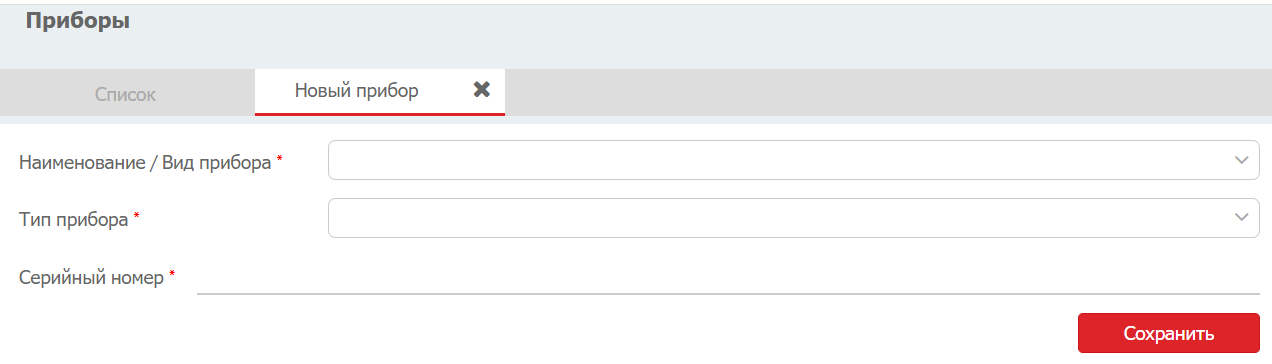 Приборы
Список
Новый прибор
Наименование / Вид прибора *
Тип прибора *
Серийный номер *
Сохранить